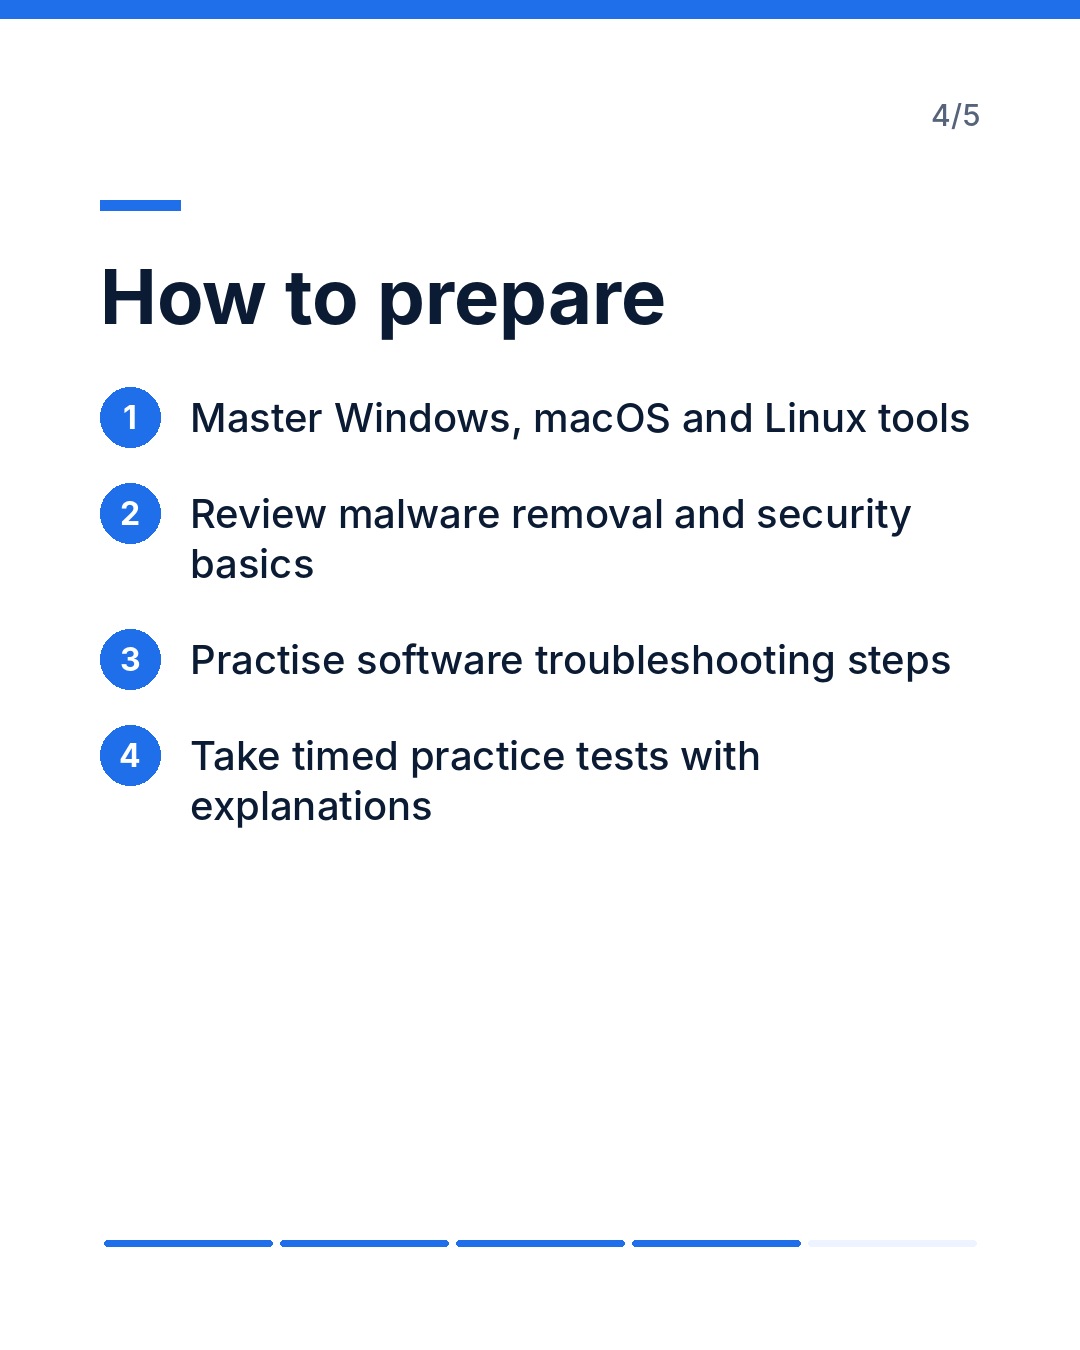 4/5
How to prepare
1 Master Windows, macOS and Linux tools
2 Review malware removal and security
basics
3 Practise software troubleshooting steps
4 Take timed practice tests with
explanations